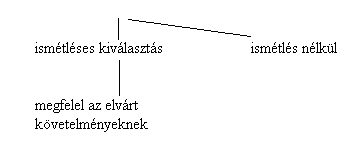 ismétléses kiválasztás
ismétlés nélkül
megfelel az elvárt
követelményeknek